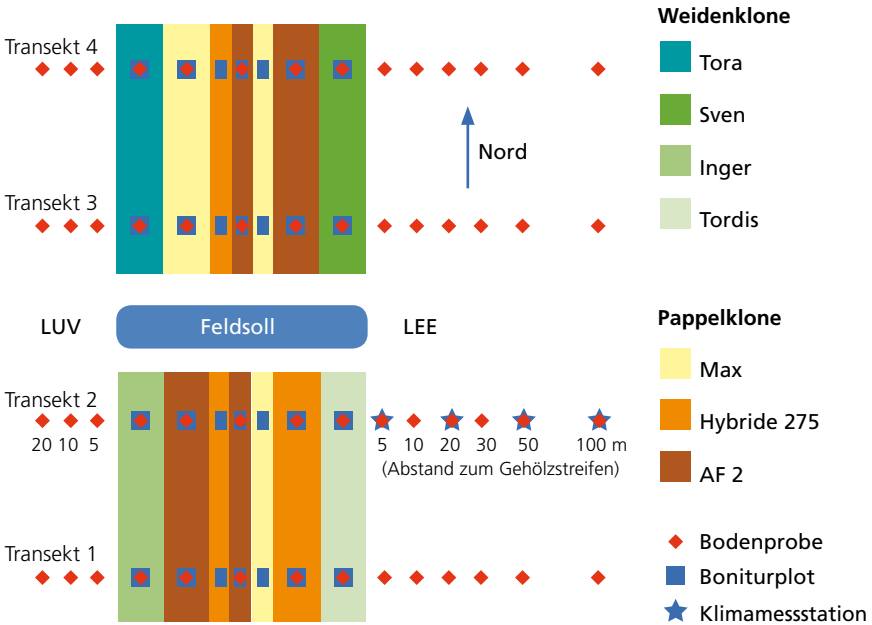 Transekt 4
Nord
Transekt 3
LUV
Feldsoll
LEE
Transekt 2
20 10 5
5 10 20 30 50 100 m
(Abstand zum Gehölzstreifen)
Transekt 1
Weidenklone
Tora
Sven
Inger
Tordis
Pappelklone
Max
Hybride 275
AF 2
Bodenprobe
Boniturplot
Klimamessstation